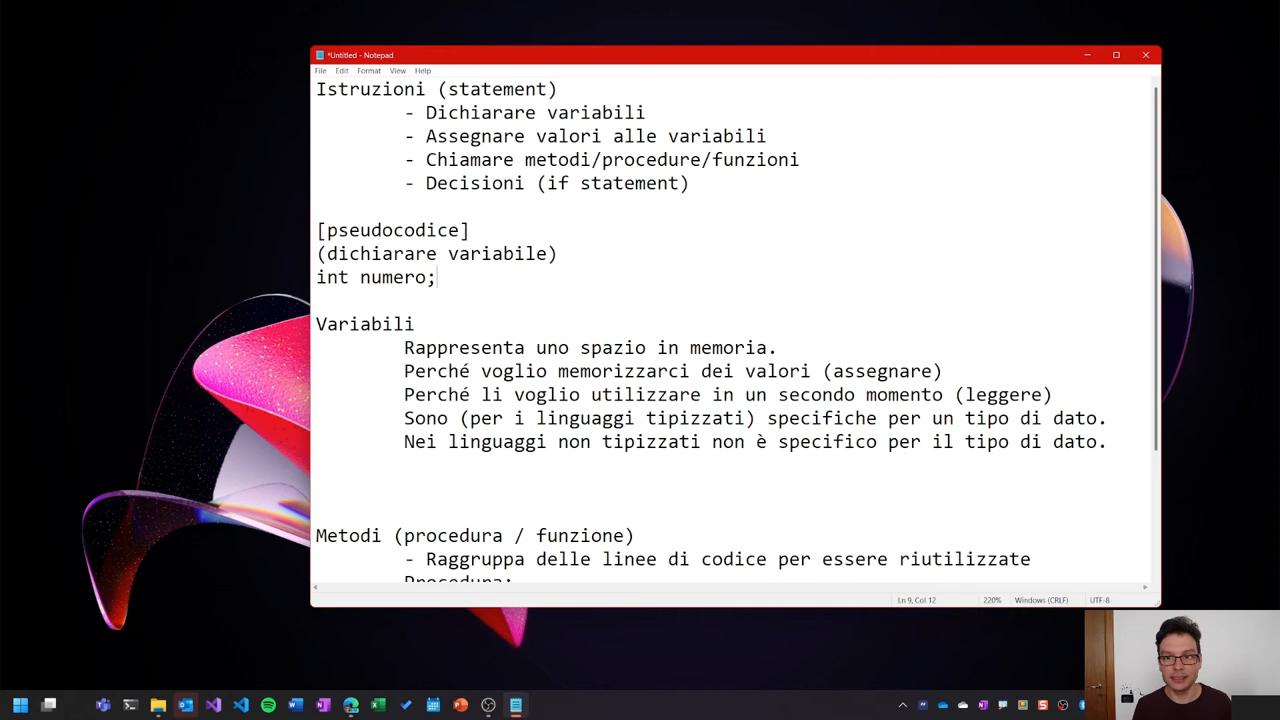 *Untitled - Notepad
File Edit Format View Help
Istruzioni (statement)
- Dichiarare variabili
- Assegnare valori alle variabili
- Chiamare metodi/procedure/funzioni
- Decisioni (if statement)
[pseudocodice]
(dichiarare variabile)
int numero;
Variabili
Rappresenta uno spazio in memoria.
Perché voglio memorizzarci dei valori (assegnare)
Perché li voglio utilizzare in un secondo momento (leggere)
Sono (per i linguaggi tipizzati) specifiche per un tipo di dato.
Nei linguaggi non tipizzati non è specifico per il tipo di dato.
Metodi (procedura / funzione)
- Raggruppa delle linee di codice per essere riutilizzate
Procedura:
Ln 9, Col 12 220% Windows (CRLF) UTF-8